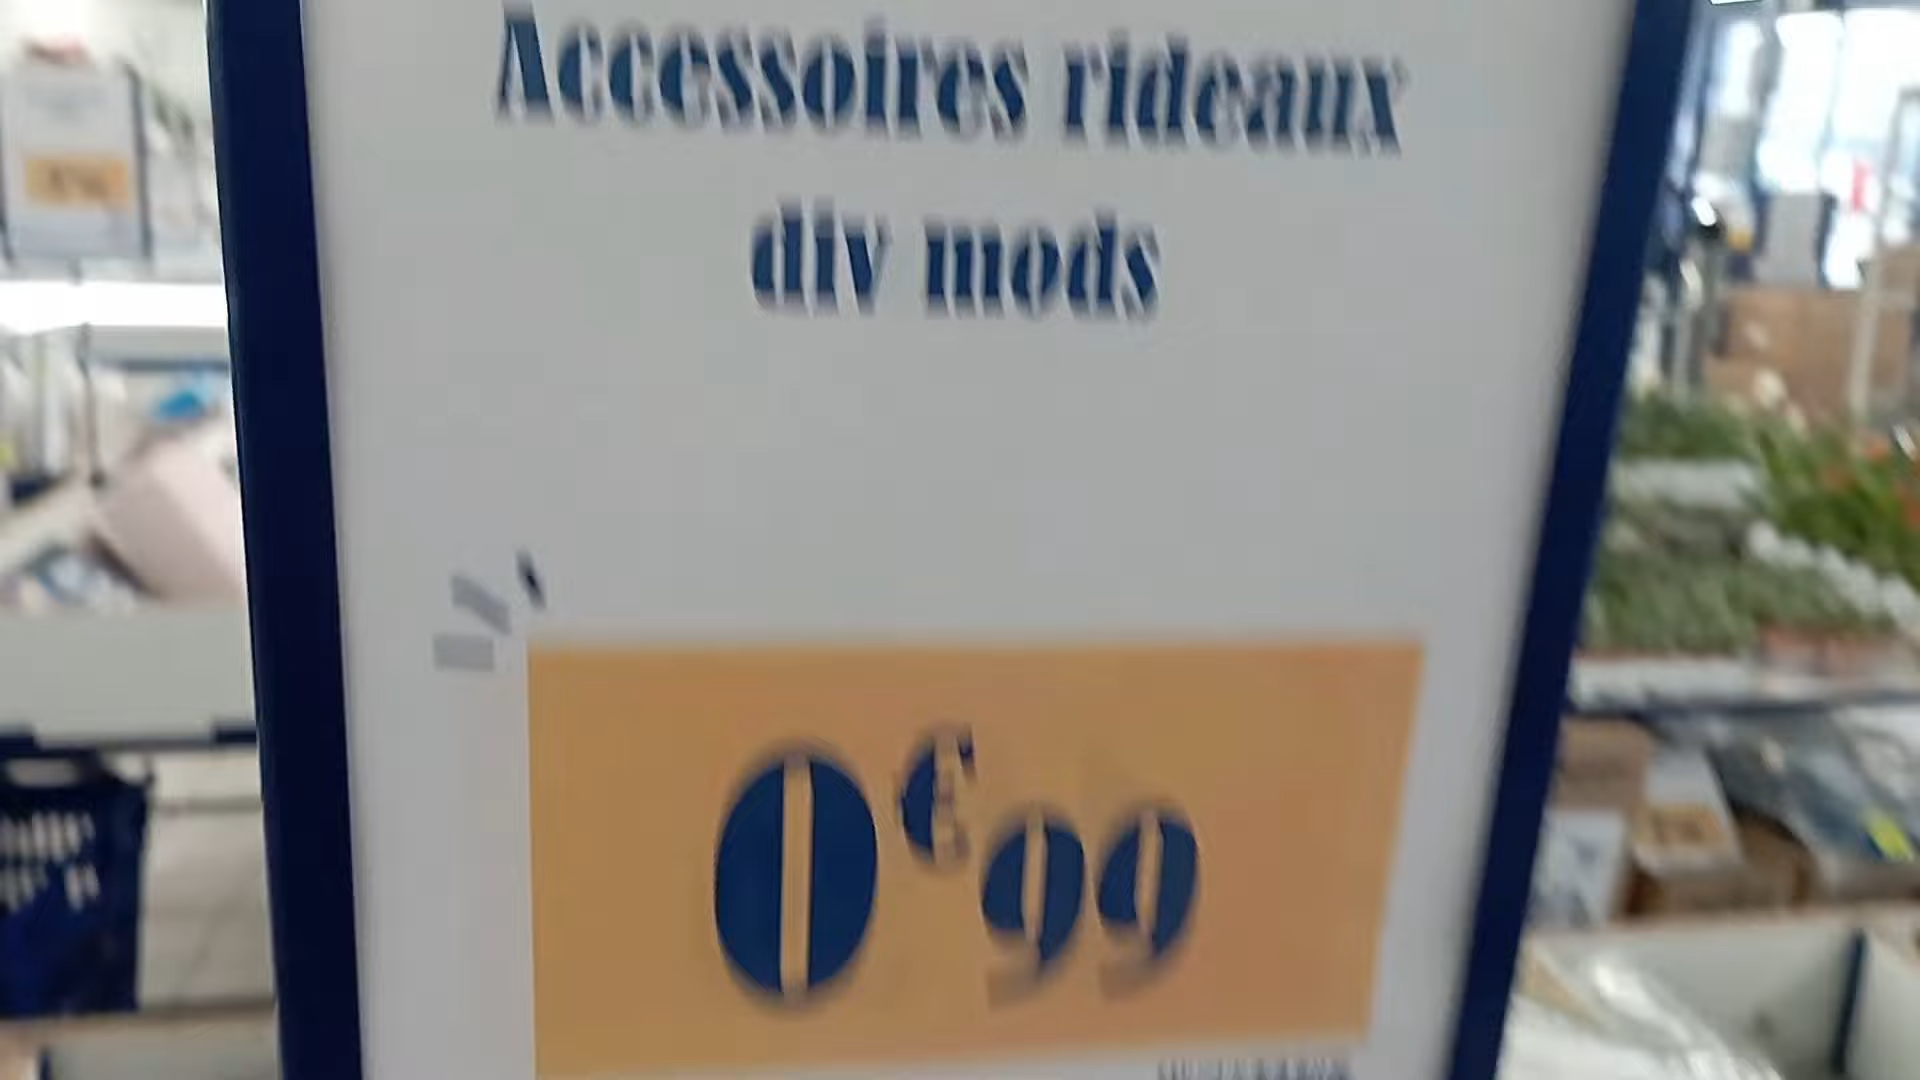 Accessoires rideaux
div mods
0€99